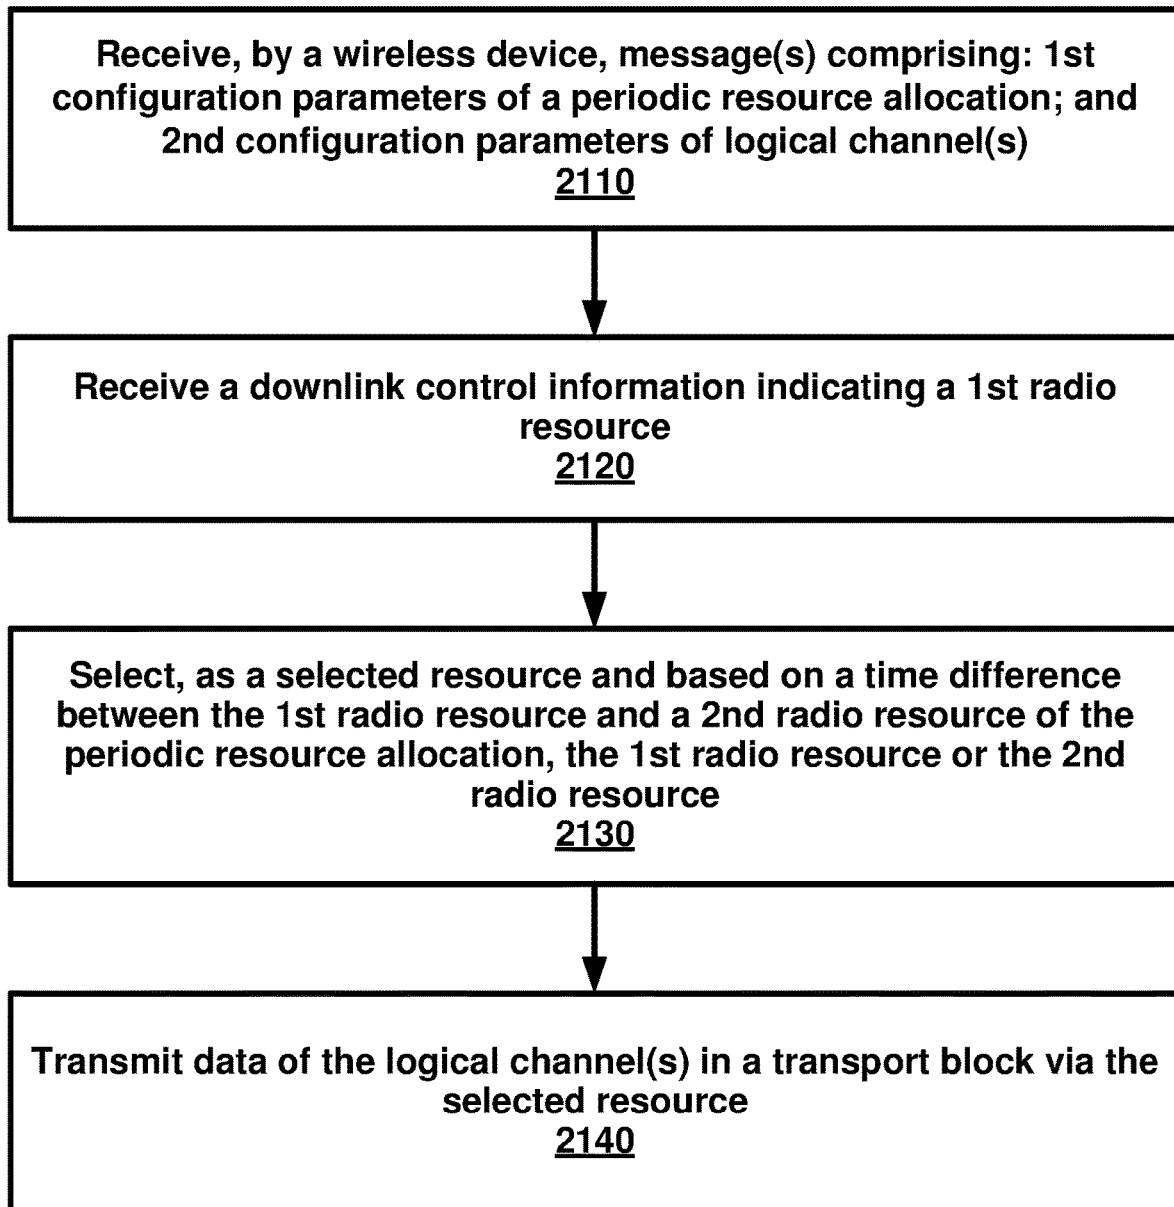 Receive, by a wireless device, message(s) comprising: 1st
configuration parameters of a periodic resource allocation; and
2nd configuration parameters of logical channel(s)
2110
Receive a downlink control information indicating a 1st radio
resource
2120
Select, as a selected resource and based on a time difference
between the 1st radio resource and a 2nd radio resource of the
periodic resource allocation, the 1st radio resource or the 2nd
radio resource
2130
Transmit data of the logical channel(s) in a transport block via the
selected resource
2140